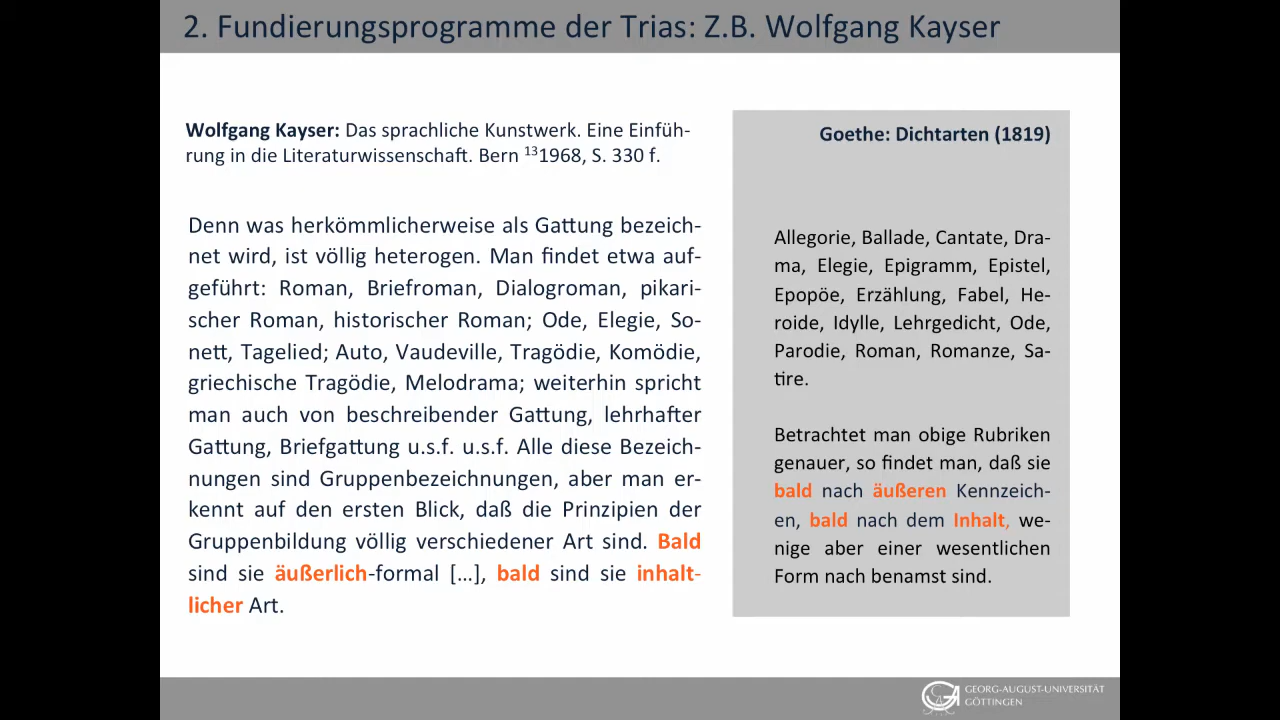 2. Fundierungsprogramme der Trias: Z.B. Wolfgang Kayser
Wolfgang Kayser: Das sprachliche Kunstwerk. Eine Einfüh-
rung in die Literaturwissenschaft. Bern ¹³1968, S. 330 f.
Denn was herkömmlicherweise als Gattung bezeich-
net wird, ist völlig heterogen. Man findet etwa auf-
geführt: Roman, Briefroman, Dialogroman, pikari-
scher Roman, historischer Roman; Ode, Elegie, So-
nett, Tagelied; Auto, Vaudeville, Tragödie, Komödie,
griechische Tragödie, Melodrama; weiterhin spricht
man auch von beschreibender Gattung, lehrhafter
Gattung, Briefgattung u.s.f. u.s.f. Alle diese Bezeich-
nungen sind Gruppenbezeichnungen, aber man er-
kennt auf den ersten Blick, daß die Prinzipien der
Gruppenbildung völlig verschiedener Art sind. Bald
sind sie äußerlich-formal […], bald sind sie inhalt-
licher Art.
Goethe: Dichtarten (1819)
Allegorie, Ballade, Cantate, Dra-
ma, Elegie, Epigramm, Epistel,
Epopöe, Erzählung, Fabel, He-
roide, Idylle, Lehrgedicht, Ode,
Parodie, Roman, Romanze, Sa-
tire.
Betrachtet man obige Rubriken
genauer, so findet man, daß sie
bald nach äußeren Kennzeich-
en, bald nach dem Inhalt, we-
nige aber einer wesentlichen
Form nach benamst sind.
GEORG-AUGUST-UNIVERSITÄT
GÖTTINGEN